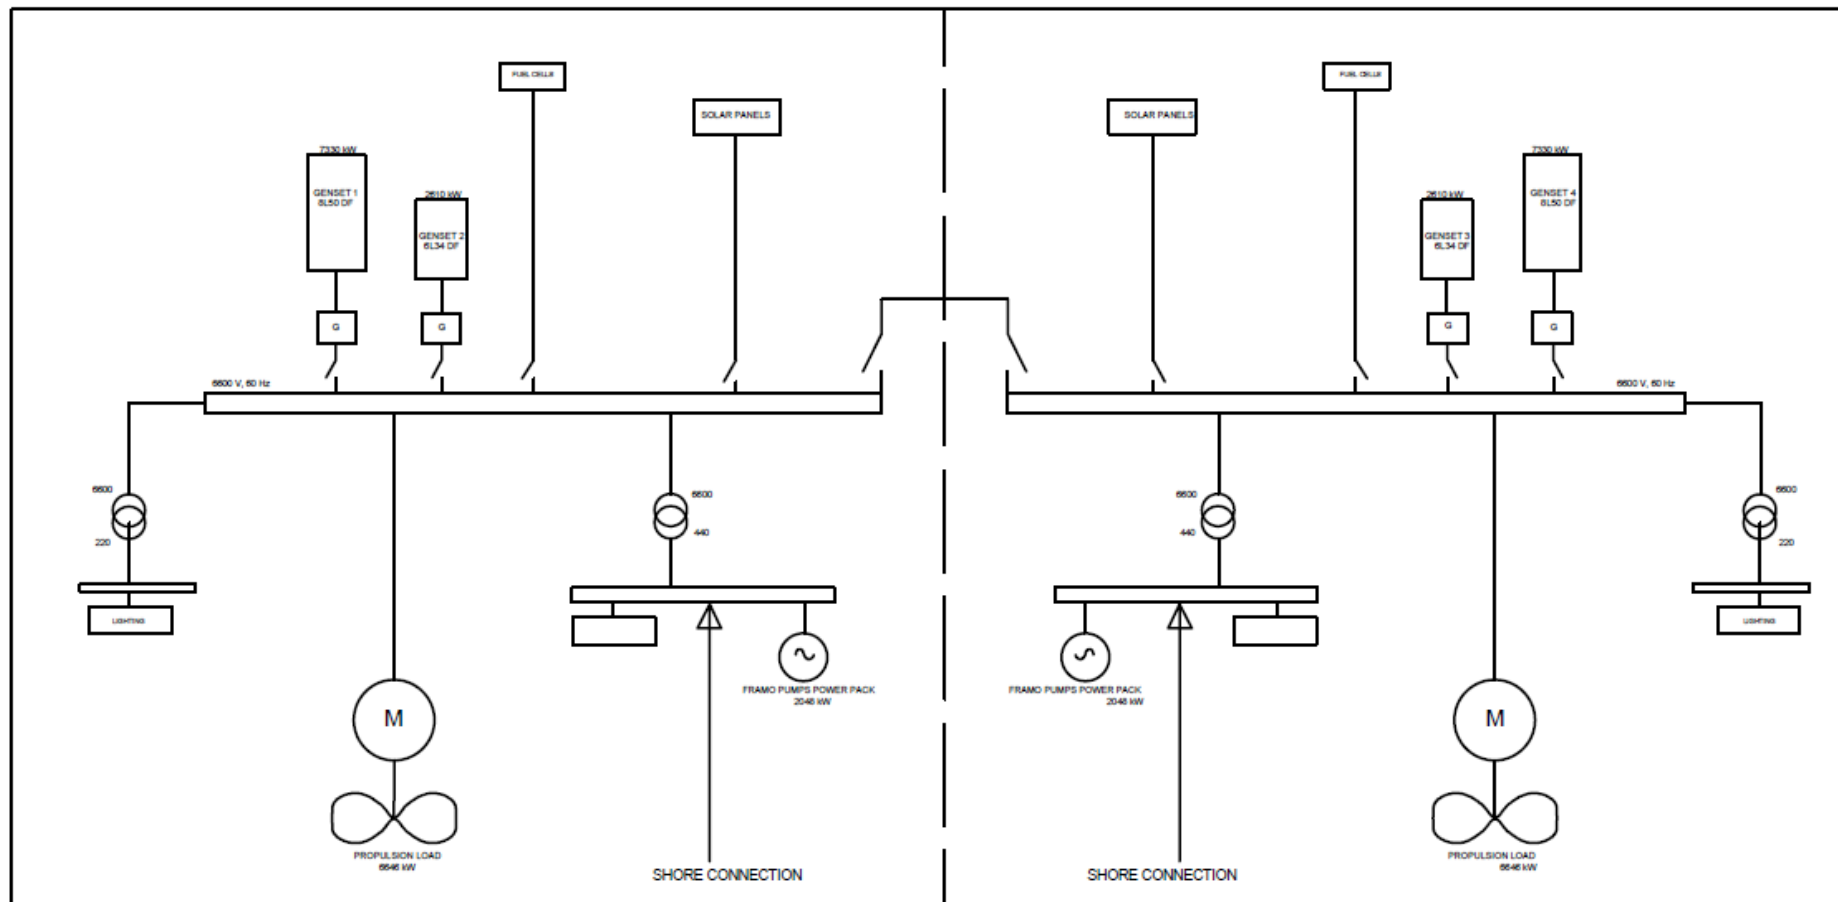 FUEL CELLS
FUEL CELLS
SOLAR PANELS
SOLAR PANELS
7330 kW
GENSET 1
8L50 DF
2610 kW
GENSET 2
6L34 DF
2610 kW
GENSET 3
6L34 DF
7330 kW
GENSET 4
8L50 DF
G
G
G
G
6600 V, 60 Hz
6600 V, 60 Hz
6600
220
6600
440
6600
440
6600
220
LIGHTING
LIGHTING
FRAMO PUMPS POWER PACK
2046 kW
FRAMO PUMPS POWER PACK
2046 kW
M
M
PROPULSION LOAD
6646 kW
PROPULSION LOAD
6646 kW
SHORE CONNECTION
SHORE CONNECTION